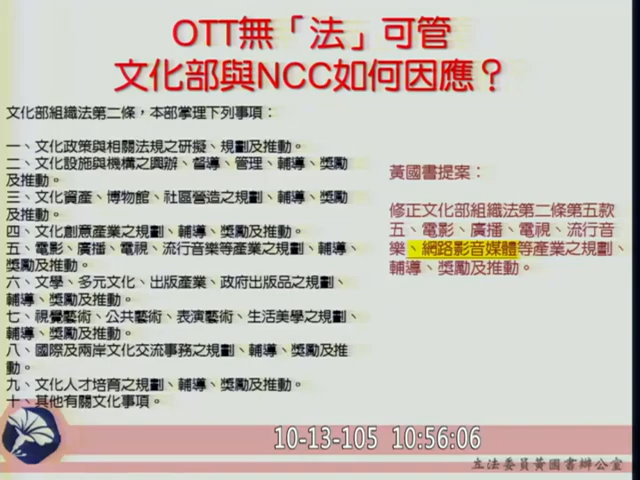 OTT無「法」可管
文化部與NCC如何因應？
文化部組織法第二條，本部掌理下列事項：
一、文化政策與相關法規之研擬、規劃及推動。
二、文化設施與機構之興辦、督導、管理、輔導、獎勵
及推動。
三、文化資產、博物館、社區營造之規劃、輔導、獎勵
及推動。
四、文化創意產業之規劃、輔導、獎勵及推動。
五、電影、廣播、電視、流行音樂等產業之規劃、輔導、
獎勵及推動。
六、文學、多元文化、出版產業、政府出版品之規劃、
輔導、獎勵及推動。
七、視覺藝術、公共藝術、表演藝術、生活美學之規劃、
輔導、獎勵及推動。
八、國際及兩岸文化交流事務之規劃、輔導、獎勵及推
動。
九、文化人才培育之規劃、輔導、獎勵及推動。
十、其他有關文化事項。
黃國書提案：
修正文化部組織法第二條第五款
五、電影、廣播、電視、流行音
樂、網路影音媒體等產業之規劃、
輔導、獎勵及推動。
10-13-105 10:56:06
立法委員黃國書辦公室